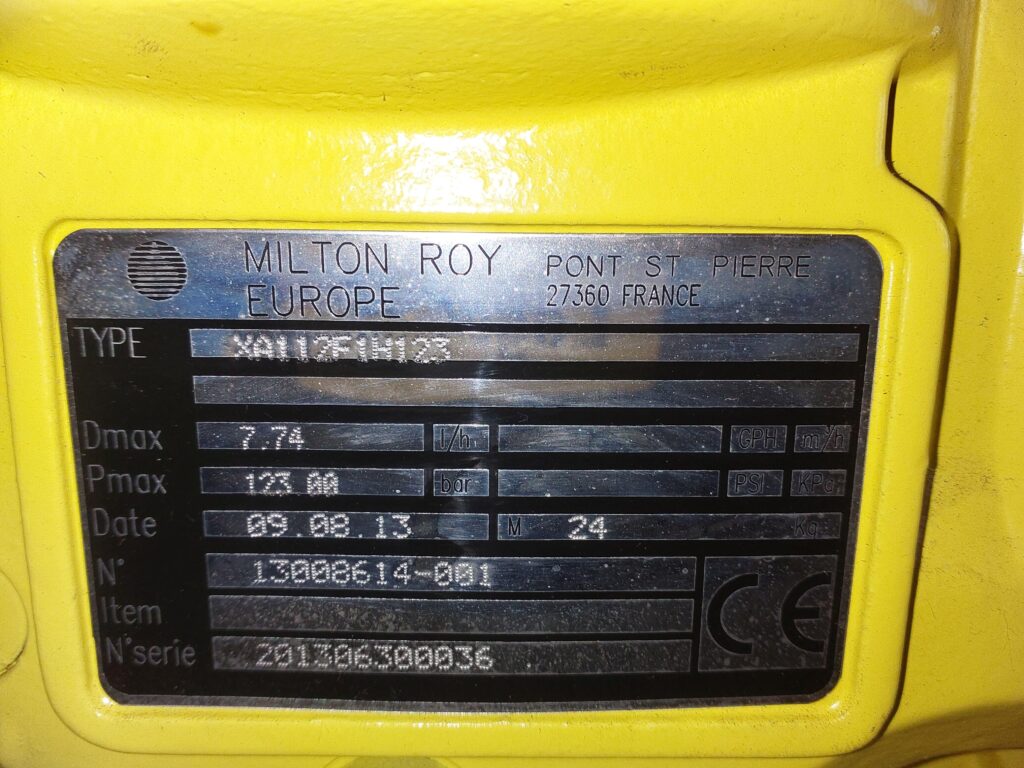 MILTON ROY PONT ST PIERRE
EUROPE 27360 FRANCE
TYPE XA112F1H123
Dmax 7.74 l/h GPH m³/h
Pmax 123.00 bar PSI KPa
Date 09.08.13 M 24 Kg
N° 13008614-001
Item
N°serie 201306300036
CE